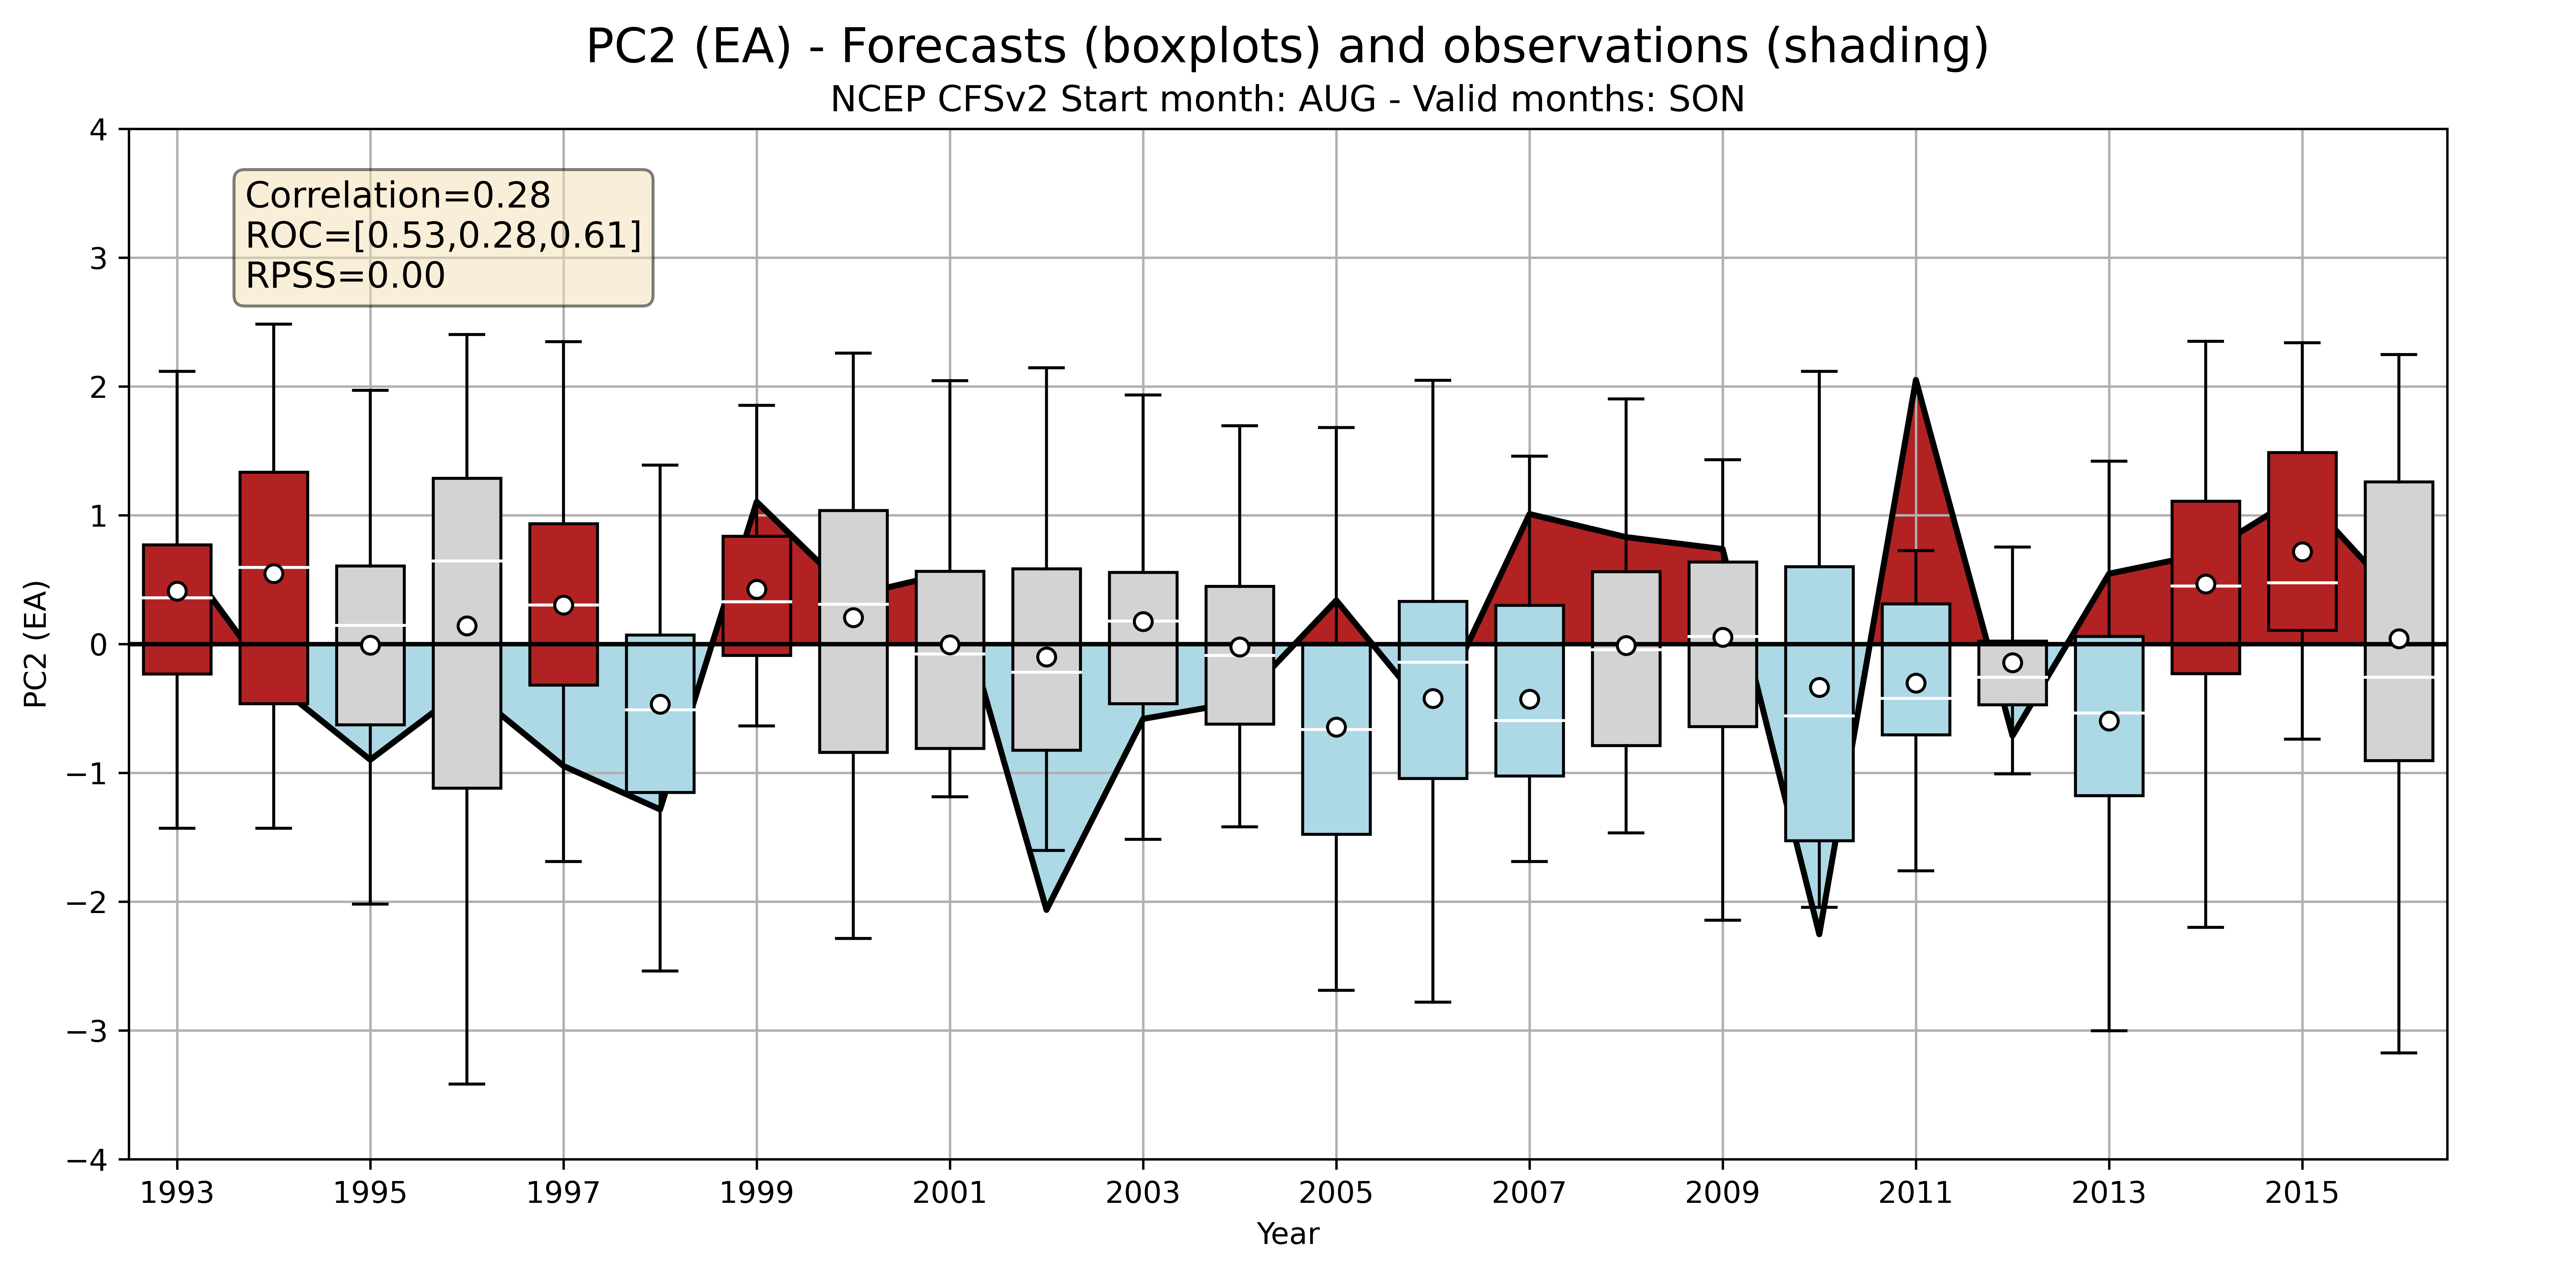 PC2 (EA) - Forecasts (boxplots) and observations (shading)
NCEP CFSv2 Start month: AUG - Valid months: SON
Correlation=0.28
ROC=[0.53,0.28,0.61]
RPSS=0.00
PC2 (EA)
4
3
2
1
0
−1
−2
−3
−4
1993 1995 1997 1999 2001 2003 2005 2007 2009 2011 2013 2015
Year